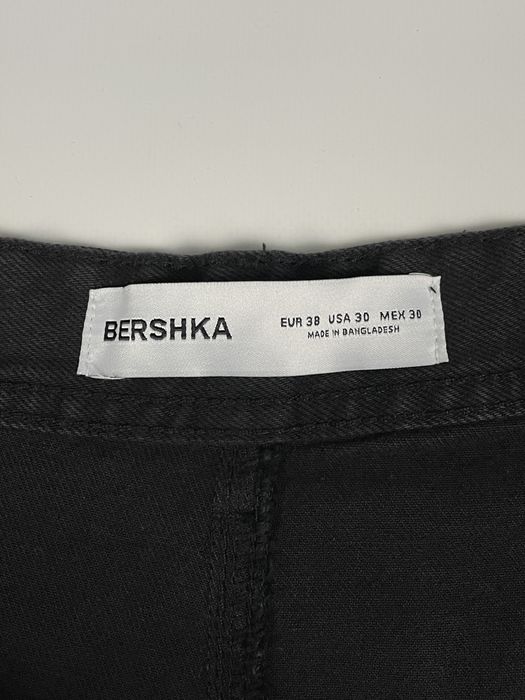 BERSHKA
EUR 38 USA 30 MEX 30
MADE IN BANGLADESH